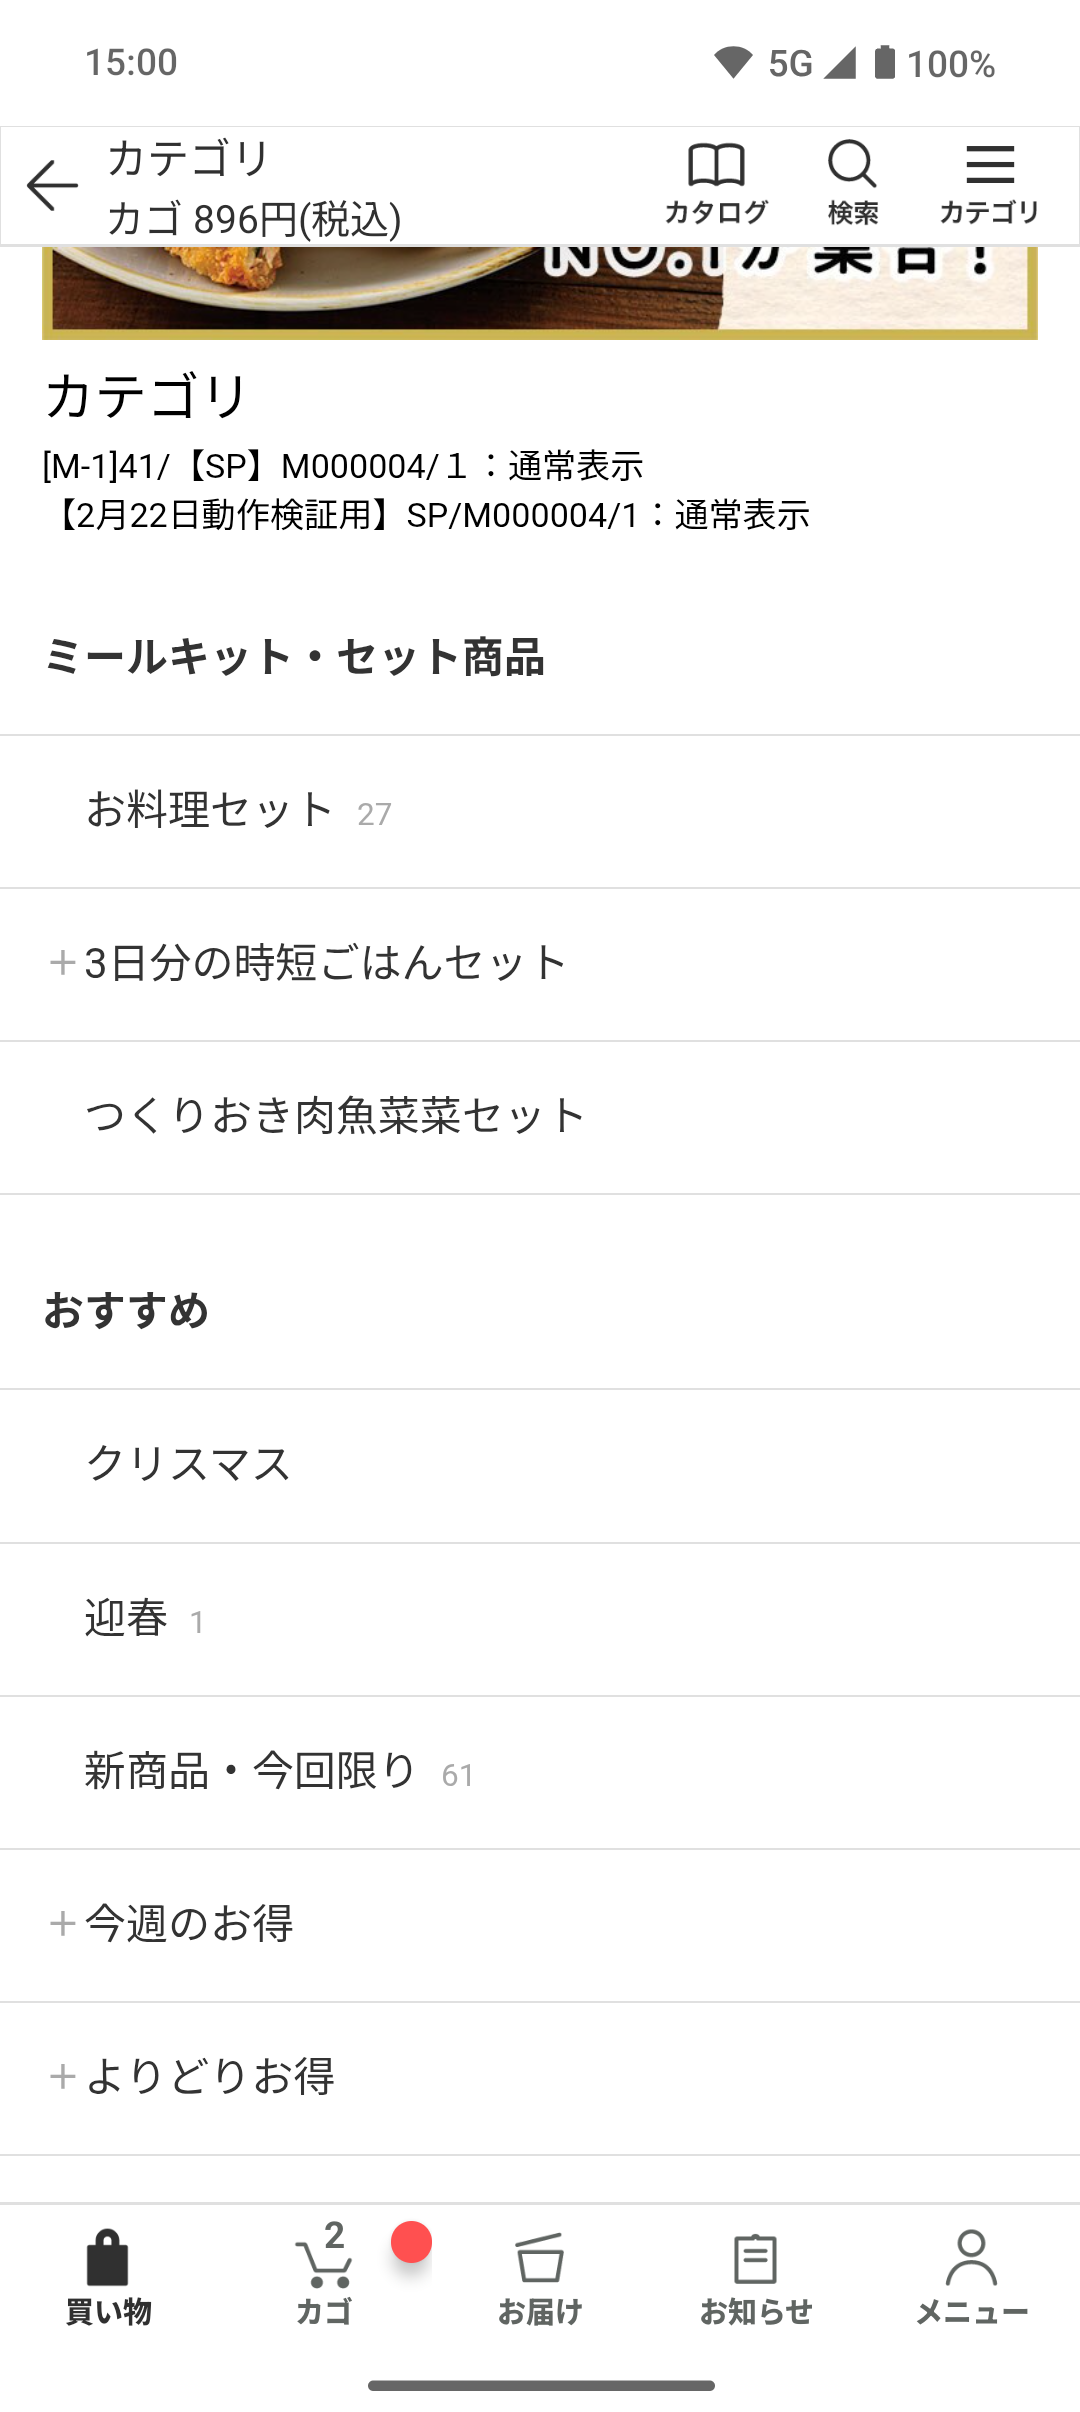 15:00
5G 100%
カテゴリ
カゴ 896円(税込)
カタログ
検索
カテゴリ
NO.1が 集合！
カテゴリ
[M-1]41/【SP】M000004/１：通常表示
【2月22日動作検証用】SP/M000004/1：通常表示
ミールキット・セット商品
お料理セット 27
+ 3日分の時短ごはんセット
つくりおき肉魚菜菜セット
おすすめ
クリスマス
迎春 1
新商品・今回限り 61
+ 今週のお得
+ よりどりお得
2
買い物
カゴ
お届け
お知らせ
メニュー